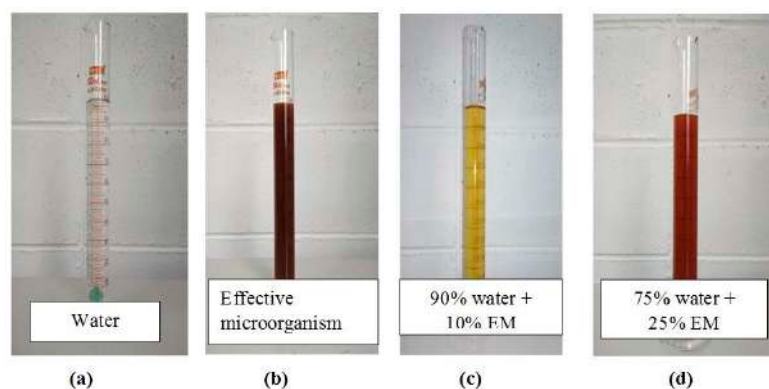 Water
Effective
microorganism
90% water +
10% EM
75% water +
25% EM
(a)
(b)
(c)
(d)